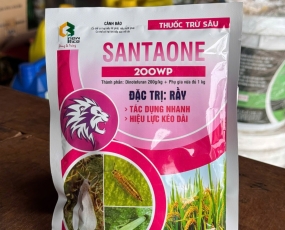 CẢNH BÁO
THUỐC TRỪ SÂU
SANTAONE
200WP
Thành phần: Dinotefuran 200g/kg + Phụ gia vừa đủ 1 kg
ĐẶC TRỊ: RẦY
• TÁC DỤNG NHANH
• HIỆU LỰC KÉO DÀI